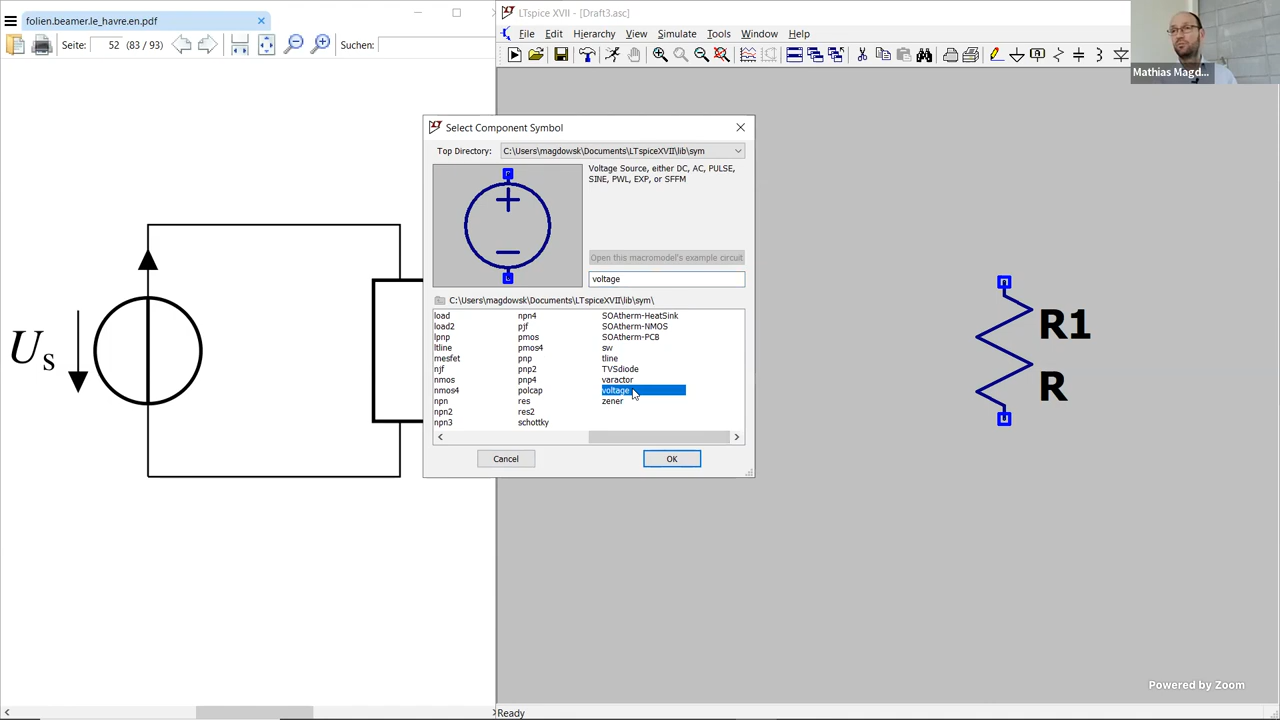 folien.beamer.le_havre.en.pdf
Seite: 52 (83 / 93) Suchen:
U_S
LTspice XVII - [Draft3.asc]
File Edit Hierarchy View Simulate Tools Window Help
Mathias Magd...
Select Component Symbol
Top Directory: C:\Users\magdowsk\Documents\LTspiceXVII\lib\sym
Voltage Source, either DC, AC, PULSE,
SINE, PWL, EXP, or SFFM
Open this macromodel's example circuit
voltage
C:\Users\magdowsk\Documents\LTspiceXVII\lib\sym\
load npn4 SOAtherm-HeatSink
load2 pjf SOAtherm-NMOS
lpnp pmos SOAtherm-PCB
ltline pmos4 sw
mesfet pnp tline
njf pnp2 TVSdiode
nmos pnp4 varactor
nmos4 polcap voltage
npn res zener
npn2 res2
npn3 schottky
Cancel OK
R1
R
Powered by Zoom
Ready